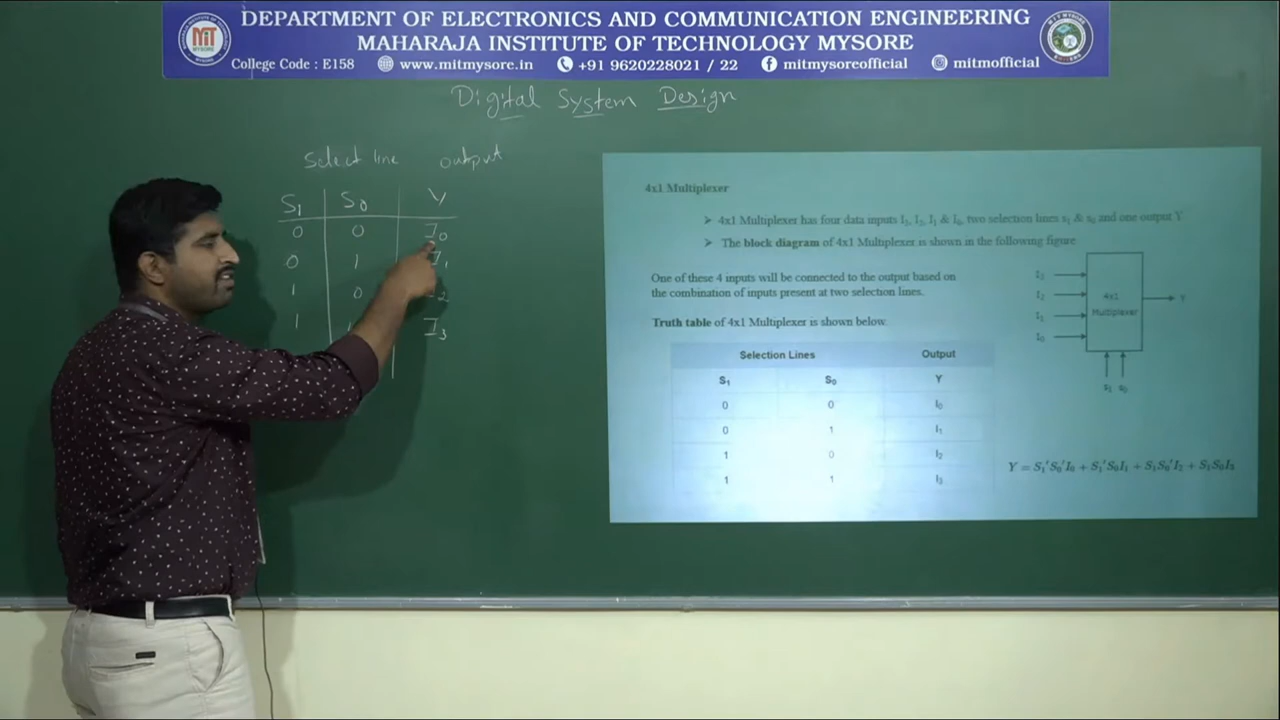 DEPARTMENT OF ELECTRONICS AND COMMUNICATION ENGINEERING
MAHARAJA INSTITUTE OF TECHNOLOGY MYSORE
College Code : E158 www.mitmysore.in +91 9620228021 / 22 mitmysoreofficial mitmofficial
MIT
MYSORE
Digital System Design
Select line output
S1 S0 Y
0 0 I0
0 1 I1
1 0 2
1 I3
4x1 Multiplexer
➢ 4x1 Multiplexer has four data inputs I3, I2, I1 & I0, two selection lines s1 & s0 and one output Y
➢ The block diagram of 4x1 Multiplexer is shown in the following figure
One of these 4 inputs will be connected to the output based on
the combination of inputs present at two selection lines.
Truth table of 4x1 Multiplexer is shown below.
Selection Lines Output
S1 S0 Y
0 0 I0
0 1 I1
1 0 I2
1 1 I3
I3
I2
I1
I0
4x1
Multiplexer
Y
s1 s0
Y = S1'S0'I0 + S1'S0I1 + S1S0'I2 + S1S0I3